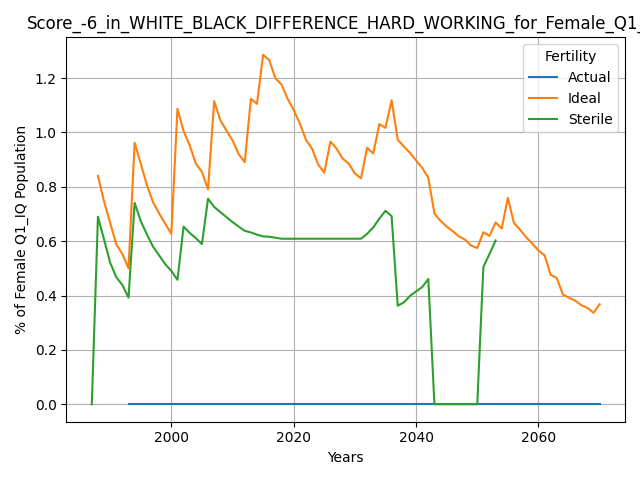 Score_-6_in_WHITE_BLACK_DIFFERENCE_HARD_WORKING_for_Female_Q1_
Fertility
Actual
Ideal
Sterile
% of Female Q1_IQ Population
1.2
1.0
0.8
0.6
0.4
0.2
0.0
2000
2020
2040
2060
Years